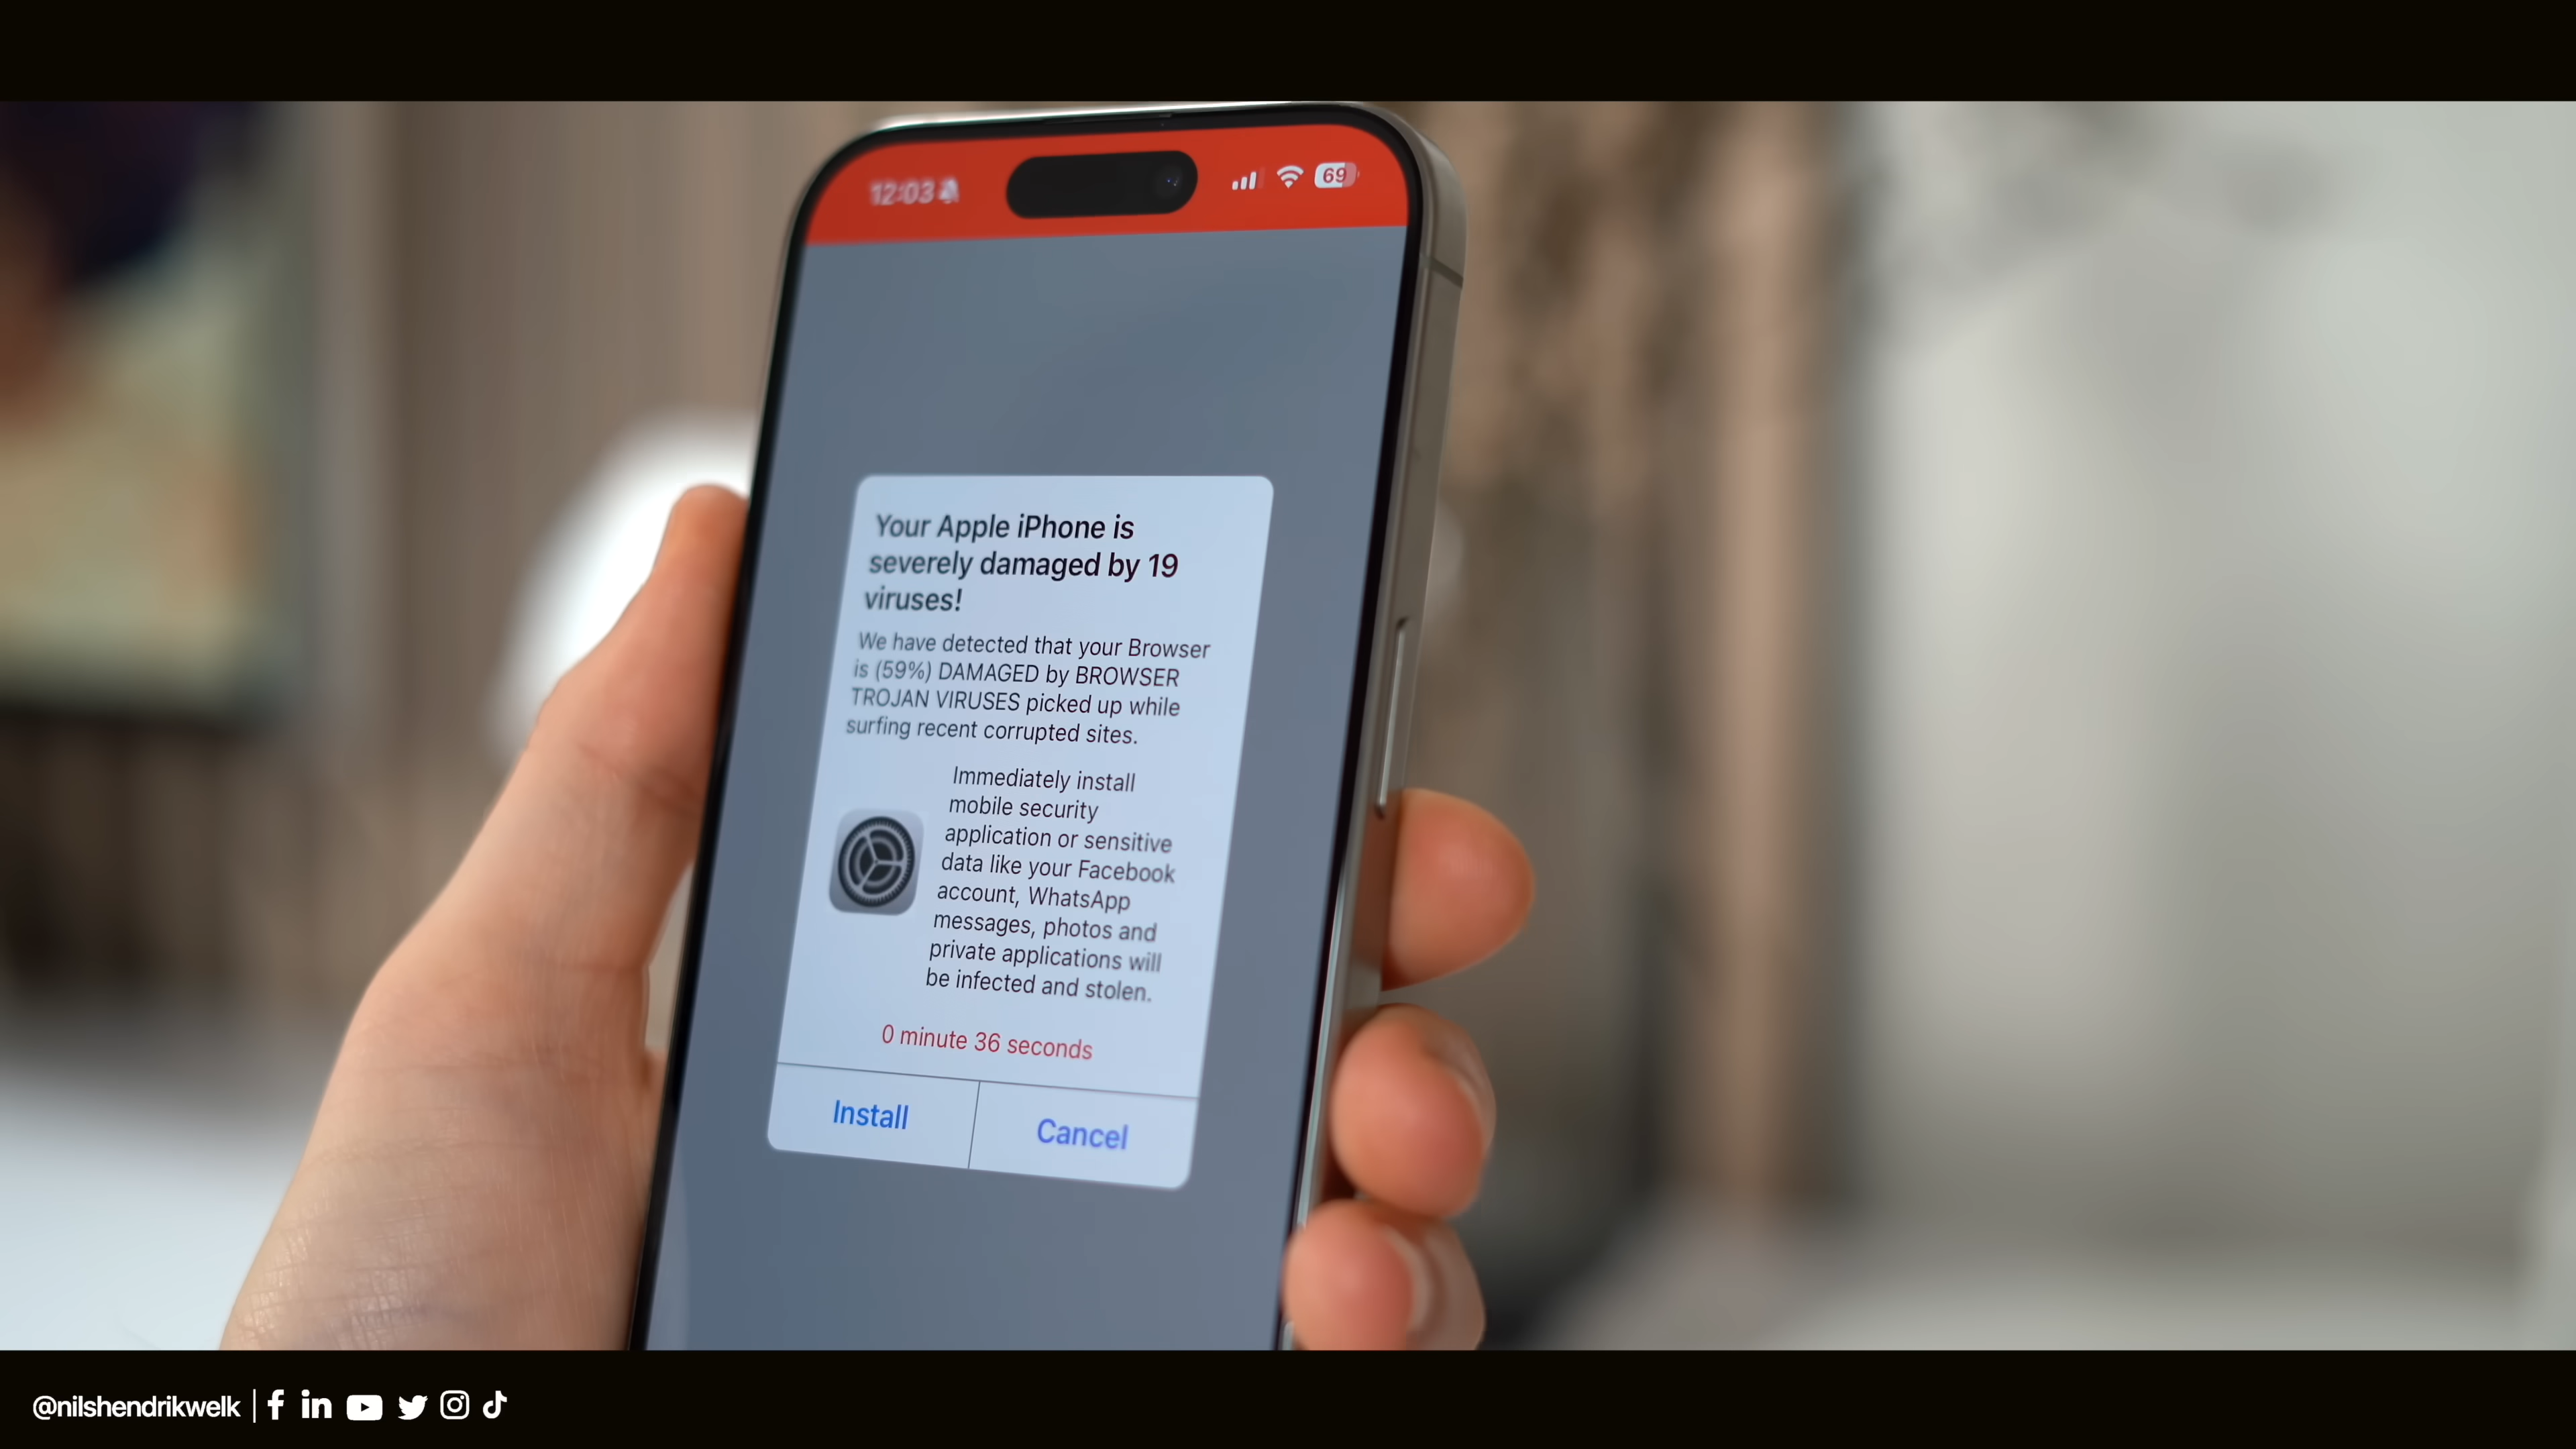 12:03
69
Your Apple iPhone is
severely damaged by 19
viruses!
We have detected that your Browser
is (59%) DAMAGED by BROWSER
TROJAN VIRUSES picked up while
surfing recent corrupted sites.
Immediately install
mobile security
application or sensitive
data like your Facebook
account, WhatsApp
messages, photos and
private applications will
be infected and stolen.
0 minute 36 seconds
Install
Cancel
@nilshendrikwelk